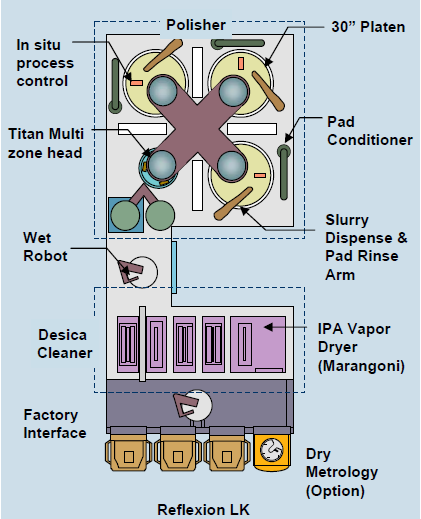 Polisher
In situ
process
control
30” Platen
Titan Multi
zone head
Pad
Conditioner
Slurry
Dispense &
Pad Rinse
Arm
Wet
Robot
Desica
Cleaner
IPA Vapor
Dryer
(Marangoni)
Factory
Interface
Dry
Metrology
(Option)
Reflexion LK